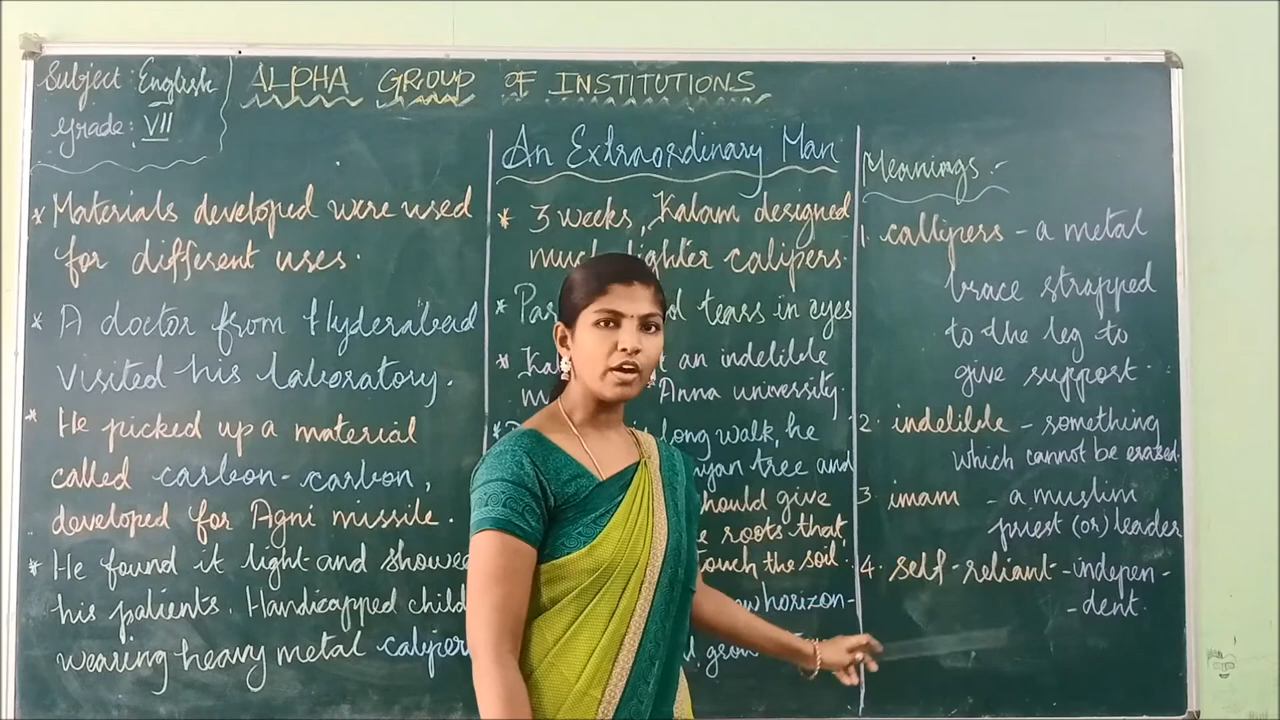 Subject: English
Grade: VII
ALPHA GROUP OF INSTITUTIONS
* Materials developed were used
for different uses.
* A doctor from Hyderabad
visited his laboratory.
* He picked up a material
called carbon-carbon,
developed for Agni missile.
* He found it light and showed
his patients. Handicapped child
wearing heavy metal caliper
An Extraordinary Man
* 3 weeks, Kalam designed
much lighter calipers.
* tears in eyes
* an indelible
Anna university.
* long walk, he
tree and
should give
roots that,
touch the soil.
horizon-
grow
Meanings:-
1. callipers - a metal
brace strapped
to the leg to
give support.
2. indelible - something
which cannot be erased.
3. imam - a muslim
priest (or) leader
4. self-reliant - indepen-
-dent.